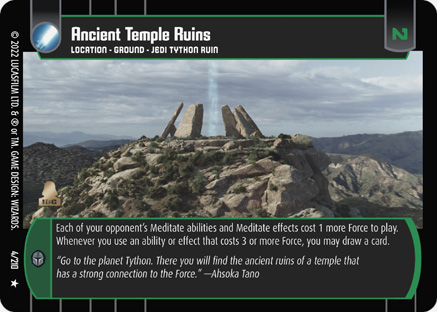 Ancient Temple Ruins
LOCATION - GROUND - JEDI TYTHON RUIN
N
Each of your opponent's Meditate abilities and Meditate effects cost 1 more Force to play.
Whenever you use an ability or effect that costs 3 or more Force, you may draw a card.
"Go to the planet Tython. There you will find the ancient ruins of a temple that
has a strong connection to the Force." —Ahsoka Tano
© 2022 LUCASFILM LTD. & ® or TM. GAME DESIGN: WIZARDS.
4/210 ★